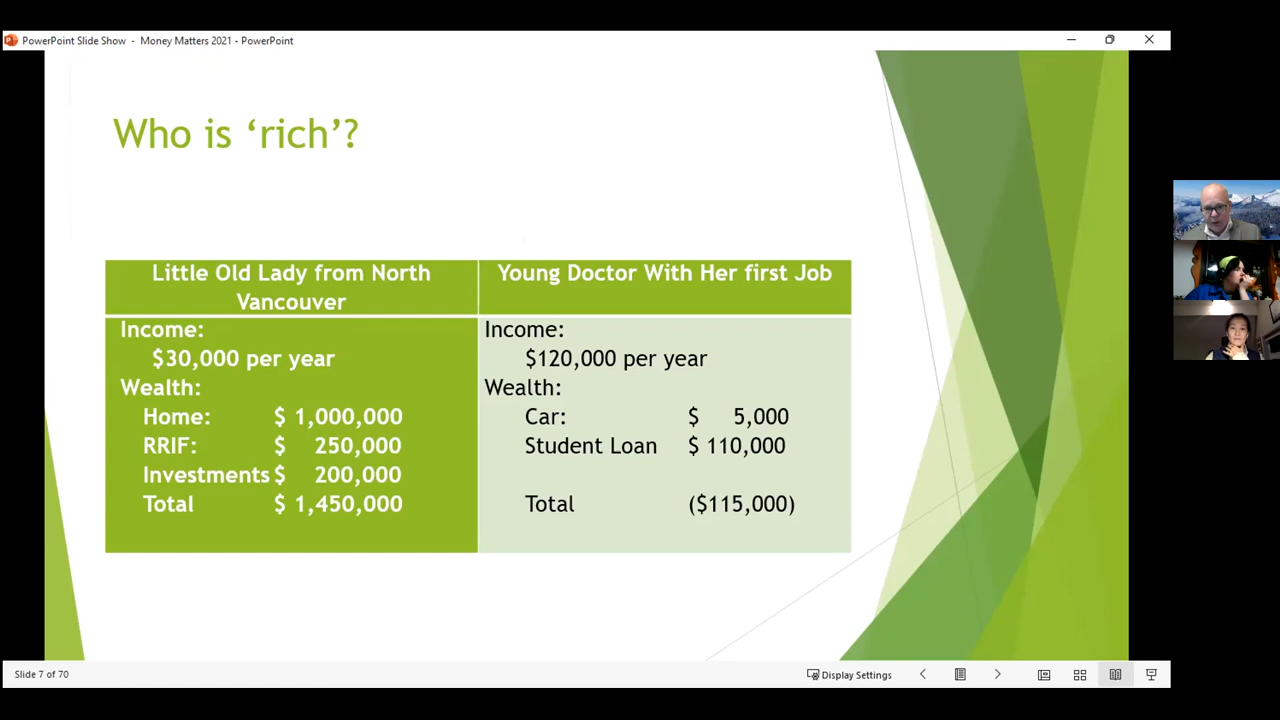 PowerPoint Slide Show - Money Matters 2021 - PowerPoint
Who is ‘rich’?
Little Old Lady from North
Vancouver
Income:
$30,000 per year
Wealth:
Home: $ 1,000,000
RRIF: $ 250,000
Investments $ 200,000
Total $ 1,450,000
Young Doctor With Her first Job
Income:
$120,000 per year
Wealth:
Car: $ 5,000
Student Loan $ 110,000
Total ($115,000)
Slide 7 of 70
Display Settings